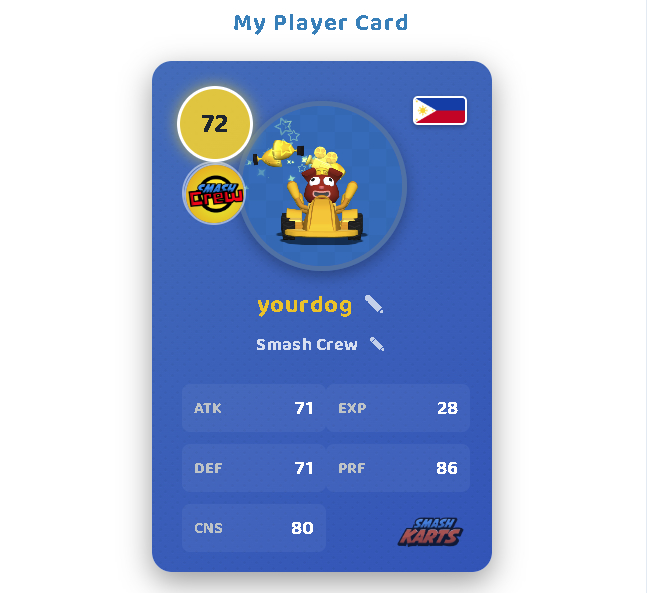 My Player Card
72
SMASH
Crew
yourdog
Smash Crew
ATK 71 EXP 28
DEF 71 PRF 86
CNS 80
SMASH
KARTS